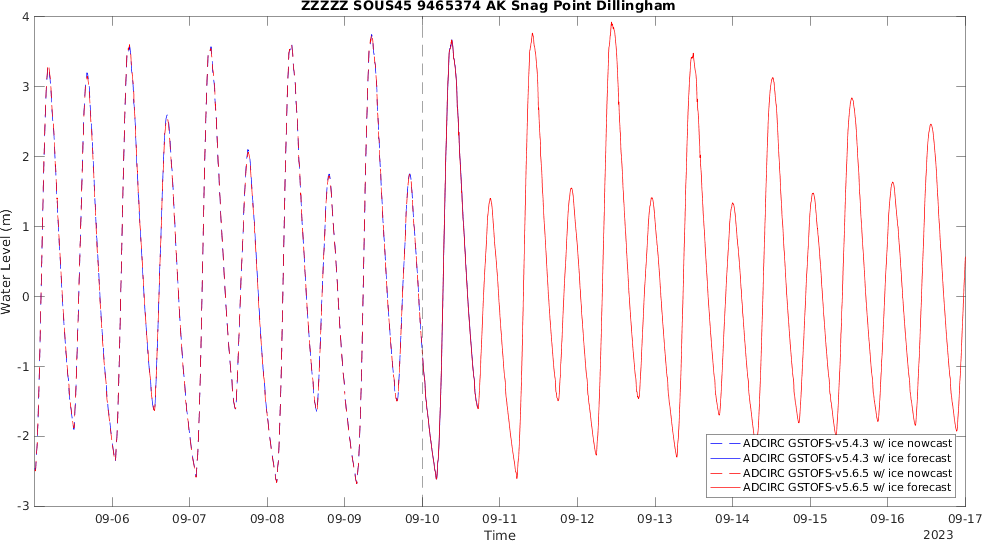 ZZZZZ SOUS45 9465374 AK Snag Point Dillingham
Water Level (m)
4
3
2
1
0
-1
-2
-3
ADCIRC GSTOFS-v5.4.3 w/ ice nowcast
ADCIRC GSTOFS-v5.4.3 w/ ice forecast
ADCIRC GSTOFS-v5.6.5 w/ ice nowcast
ADCIRC GSTOFS-v5.6.5 w/ ice forecast
09-06 09-07 09-08 09-09 09-10 09-11 09-12 09-13 09-14 09-15 09-16 09-17
Time
2023